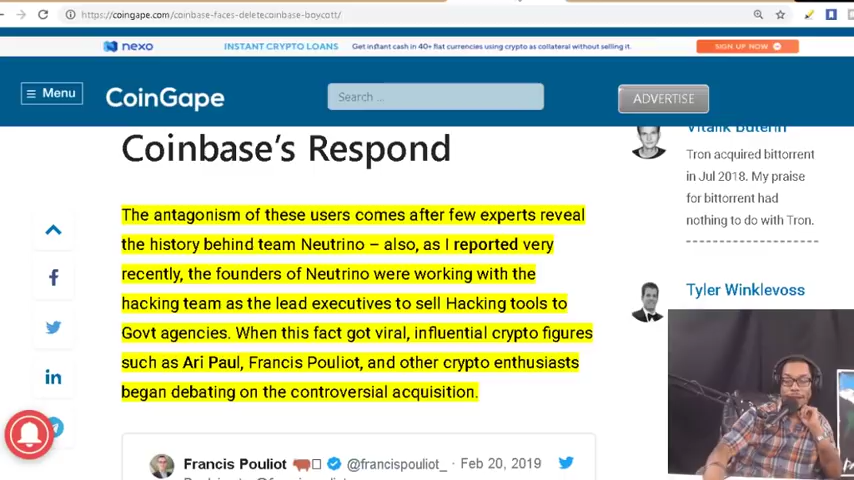 https://coingape.com/coinbase-faces-deletecoinbase-boycott/
nexo
INSTANT CRYPTO LOANS
Get instant cash in 40+ fiat currencies using crypto as collateral without selling it.
SIGN UP NOW
Menu
CoinGape
Search ...
ADVERTISE
Coinbase's Respond
The antagonism of these users comes after few experts reveal
the history behind team Neutrino – also, as I reported very
recently, the founders of Neutrino were working with the
hacking team as the lead executives to sell Hacking tools to
Govt agencies. When this fact got viral, influential crypto figures
such as Ari Paul, Francis Pouliot, and other crypto enthusiasts
began debating on the controversial acquisition.
Francis Pouliot @francispouliot_ · Feb 20, 2019
Vitalik Buterin
Tron acquired bittorrent
in Jul 2018. My praise
for bittorrent had
nothing to do with Tron.
Tyler Winklevoss